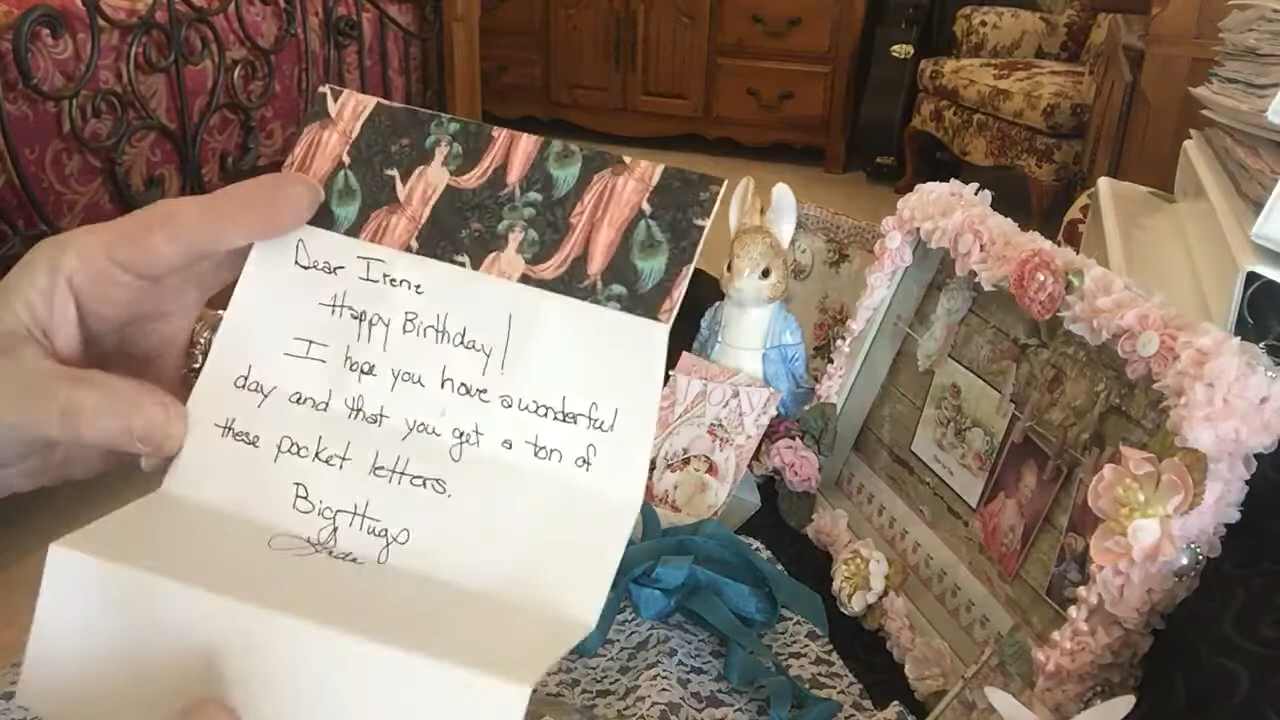 Dear Irene
Happy Birthday!
I hope you have a wonderful
day and that you get a ton of
these pocket letters.
Big Hugs
JOY